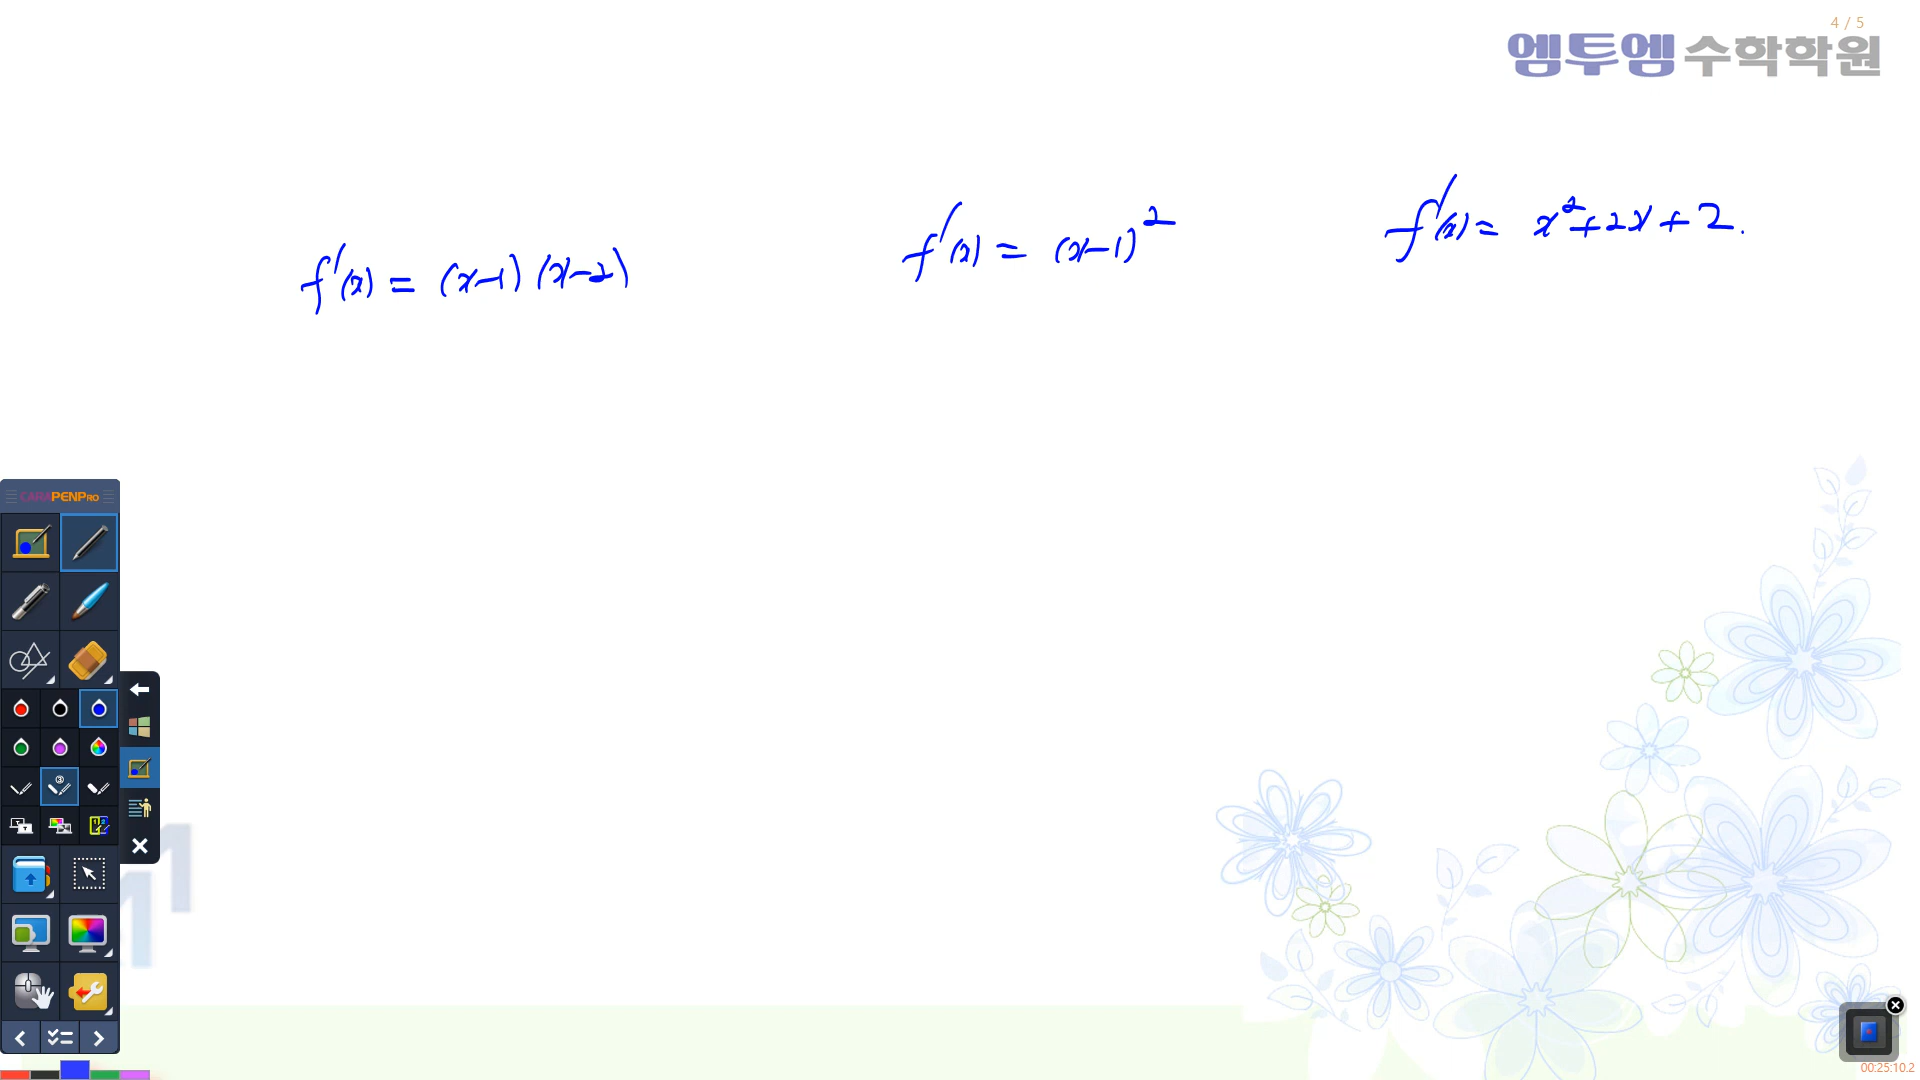 4 / 5
엠투엠 수학학원
f'(x) = (x-1)(x-2)
f'(x) = (x-1)²
f'(x) = x²+2x+2.
CARAPENPRO
00:25:10.2